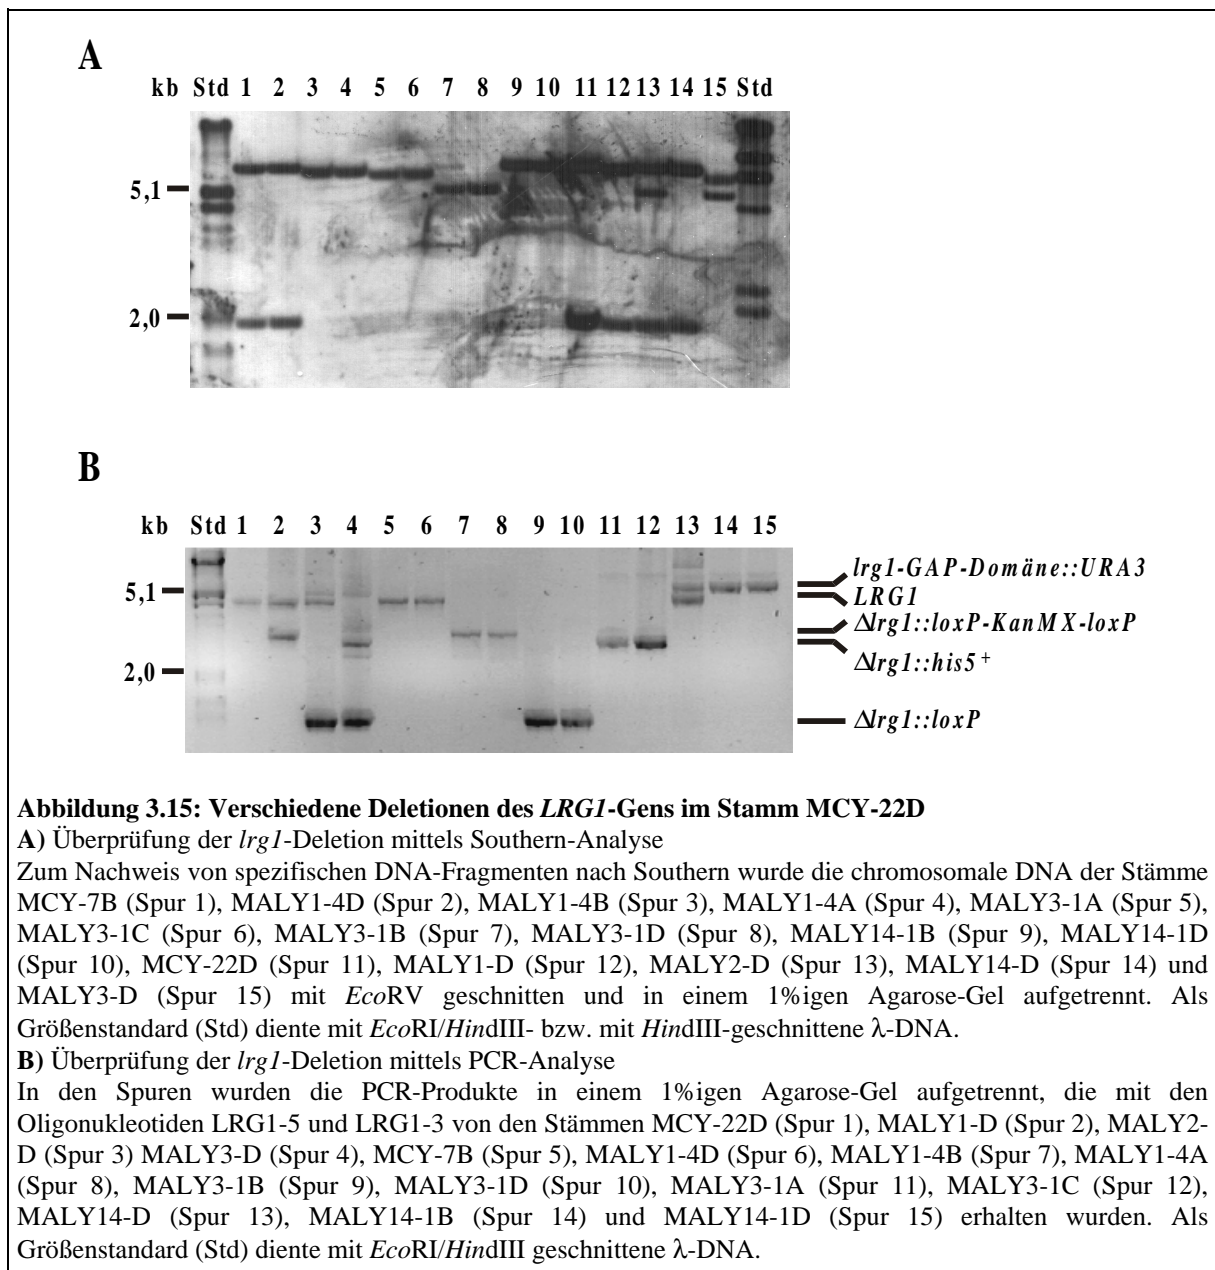 A
kb Std 1 2 3 4 5 6 7 8 9 10 11 12 13 14 15 Std
5,1
2,0
B
kb Std 1 2 3 4 5 6 7 8 9 10 11 12 13 14 15
lrg1-GAP-Domäne::URA3
5,1
LRG1
Δlrg1::loxP-KanMX-loxP
Δlrg1::his5+
2,0
Δlrg1::loxP
Abbildung 3.15: Verschiedene Deletionen des LRG1-Gens im Stamm MCY-22D
A) Überprüfung der lrg1-Deletion mittels Southern-Analyse
Zum Nachweis von spezifischen DNA-Fragmenten nach Southern wurde die chromosomale DNA der Stämme
MCY-7B (Spur 1), MALY1-4D (Spur 2), MALY1-4B (Spur 3), MALY1-4A (Spur 4), MALY3-1A (Spur 5),
MALY3-1C (Spur 6), MALY3-1B (Spur 7), MALY3-1D (Spur 8), MALY14-1B (Spur 9), MALY14-1D
(Spur 10), MCY-22D (Spur 11), MALY1-D (Spur 12), MALY2-D (Spur 13), MALY14-D (Spur 14) und
MALY3-D (Spur 15) mit EcoRV geschnitten und in einem 1%igen Agarose-Gel aufgetrennt. Als
Größenstandard (Std) diente mit EcoRI/HindIII- bzw. mit HindIII-geschnittene λ-DNA.
B) Überprüfung der lrg1-Deletion mittels PCR-Analyse
In den Spuren wurden die PCR-Produkte in einem 1%igen Agarose-Gel aufgetrennt, die mit den
Oligonukleotiden LRG1-5 und LRG1-3 von den Stämmen MCY-22D (Spur 1), MALY1-D (Spur 2), MALY2-
D (Spur 3) MALY3-D (Spur 4), MCY-7B (Spur 5), MALY1-4D (Spur 6), MALY1-4B (Spur 7), MALY1-4A
(Spur 8), MALY3-1B (Spur 9), MALY3-1D (Spur 10), MALY3-1A (Spur 11), MALY3-1C (Spur 12),
MALY14-D (Spur 13), MALY14-1B (Spur 14) und MALY14-1D (Spur 15) erhalten wurden. Als
Größenstandard (Std) diente mit EcoRI/HindIII geschnittene λ-DNA.